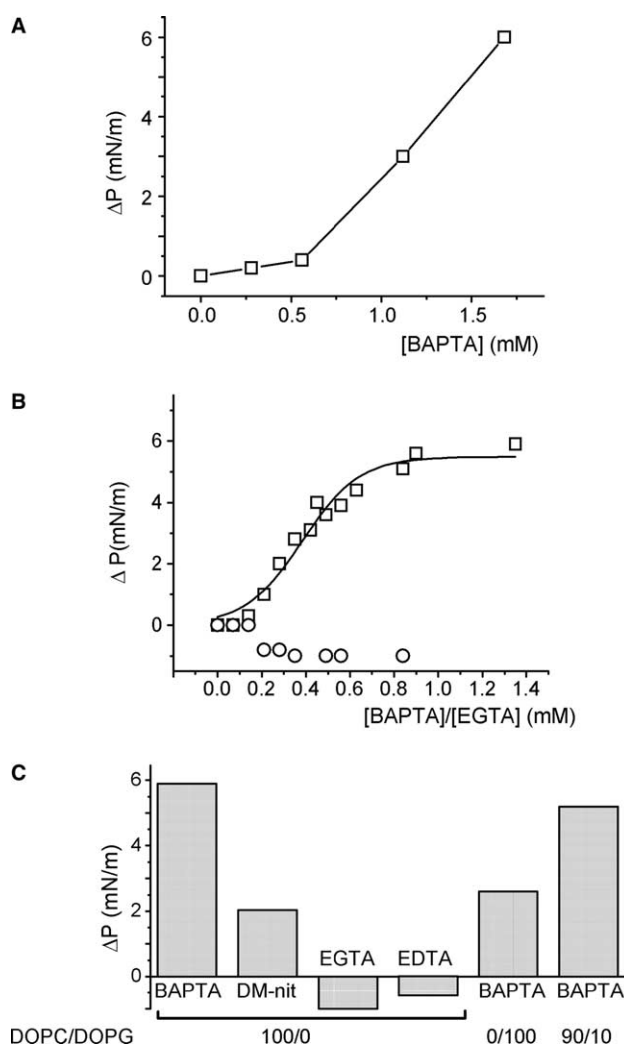 A
6
4
2
0
ΔP (mN/m)
0.0 0.5 1.0 1.5
[BAPTA] (mM)
B
6
4
2
0
Δ P(mN/m)
0.0 0.2 0.4 0.6 0.8 1.0 1.2 1.4
[BAPTA]/[EGTA] (mM)
C
6
4
2
0
ΔP (mN/m)
EGTA EDTA
BAPTA DM-nit BAPTA BAPTA
DOPC/DOPG 100/0 0/100 90/10